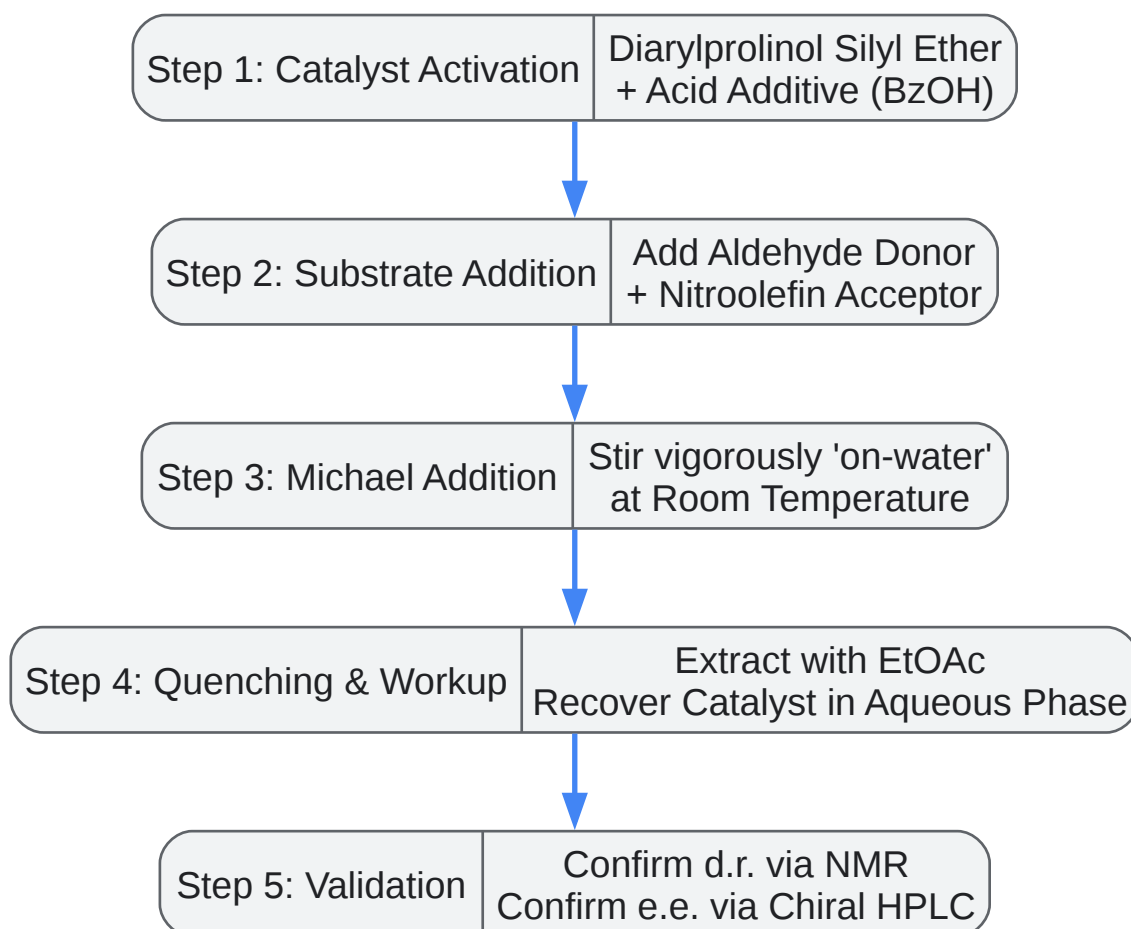 Step 1: Catalyst Activation
Diarylprolinol Silyl Ether
+ Acid Additive (BzOH)
Step 2: Substrate Addition
Add Aldehyde Donor
+ Nitroolefin Acceptor
Step 3: Michael Addition
Stir vigorously 'on-water'
at Room Temperature
Step 4: Quenching & Workup
Extract with EtOAc
Recover Catalyst in Aqueous Phase
Step 5: Validation
Confirm d.r. via NMR
Confirm e.e. via Chiral HPLC